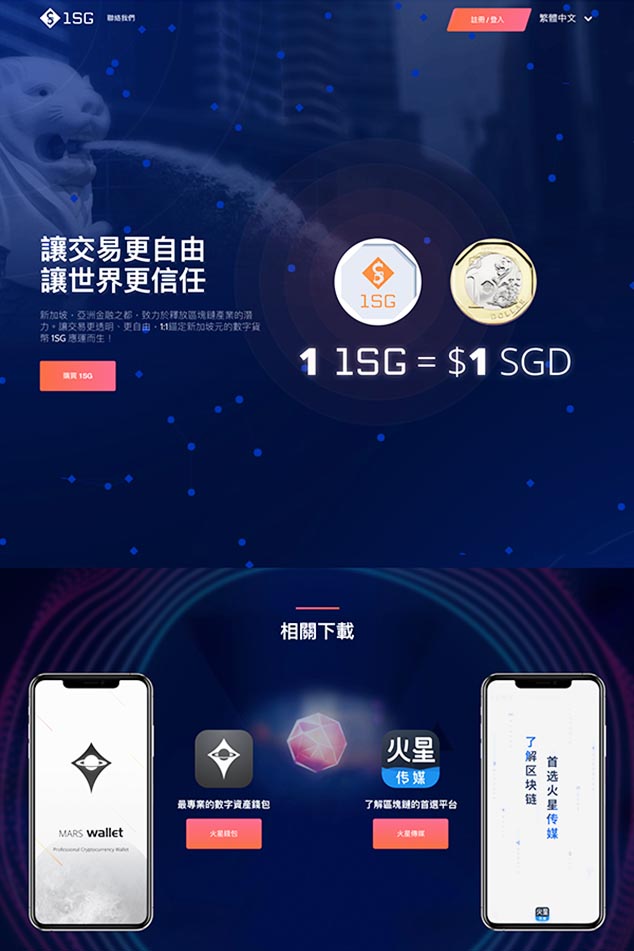 1SG 聯絡我們 註冊 / 登入 繁體中文
讓交易更自由
讓世界更信任
新加坡，亞洲金融之都，致力於釋放區塊鏈產業的潛
力。讓交易更透明、更自由，1:1錨定新加坡元的數字貨
幣 1SG 應運而生！
購買 1SG
1SG
1
DOLLAR
1 1SG = $1 SGD
相關下載
MARS wallet
Professional Cryptocurrency Wallet
最專業的數字資產錢包
火星錢包
火星
传媒
了解區塊鏈的首選平台
火星傳媒
首选火星传媒
了解区块链
火星
传媒